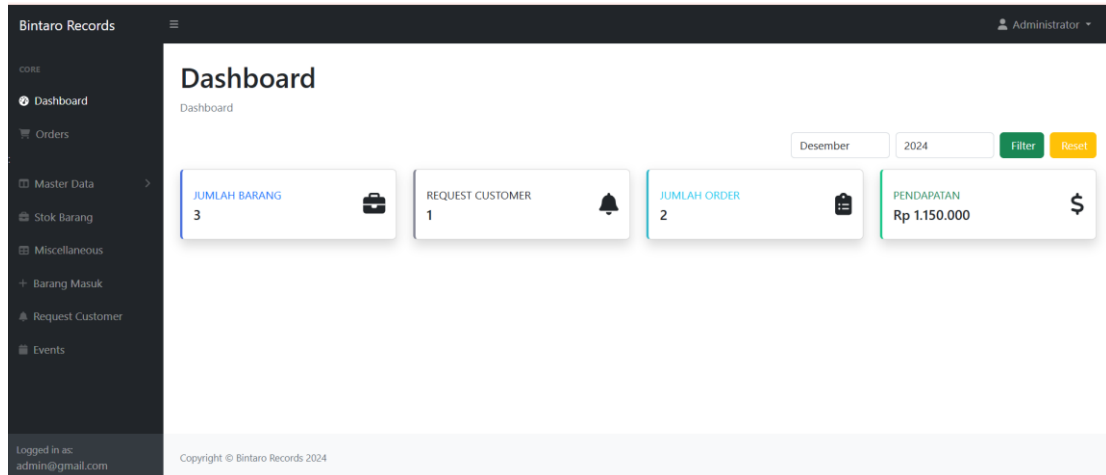 Bintaro Records
Administrator
CORE
Dashboard
Orders
Master Data
Stok Barang
Miscellaneous
Barang Masuk
Request Customer
Events
Logged in as:
admin@gmail.com
Dashboard
Dashboard
Desember 2024 Filter Reset
JUMLAH BARANG
3
REQUEST CUSTOMER
1
JUMLAH ORDER
2
PENDAPATAN
Rp 1.150.000
Copyright © Bintaro Records 2024